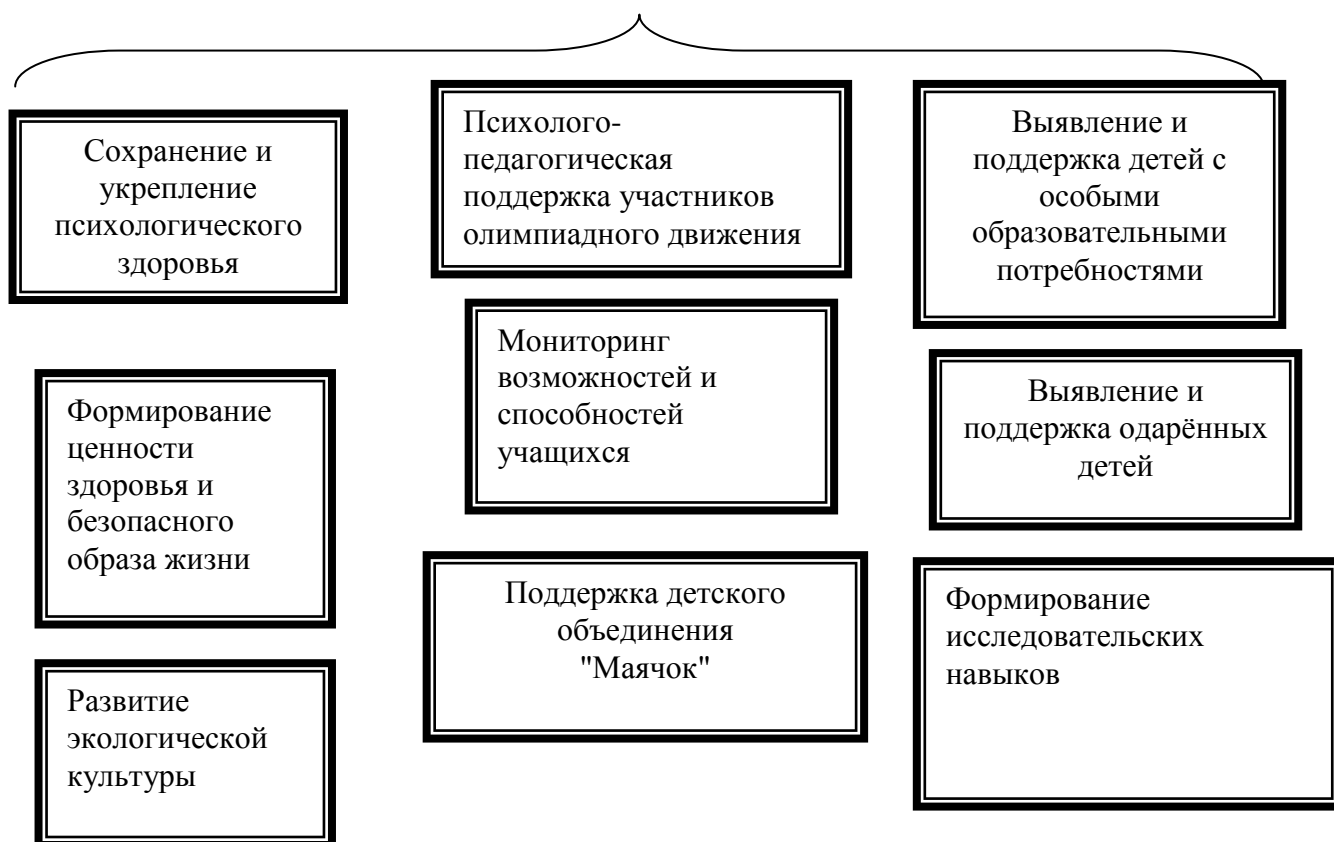 Сохранение и
укрепление
психологического
здоровья
Формирование
ценности
здоровья и
безопасного
образа жизни
Развитие
экологической
культуры
Психолого-
педагогическая
поддержка участников
олимпиадного движения
Мониторинг
возможностей и
способностей
учащихся
Поддержка детского
объединения
"Маячок"
Выявление и
поддержка детей с
особыми
образовательными
потребностями
Выявление и
поддержка одарённых
детей
Формирование
исследовательских
навыков